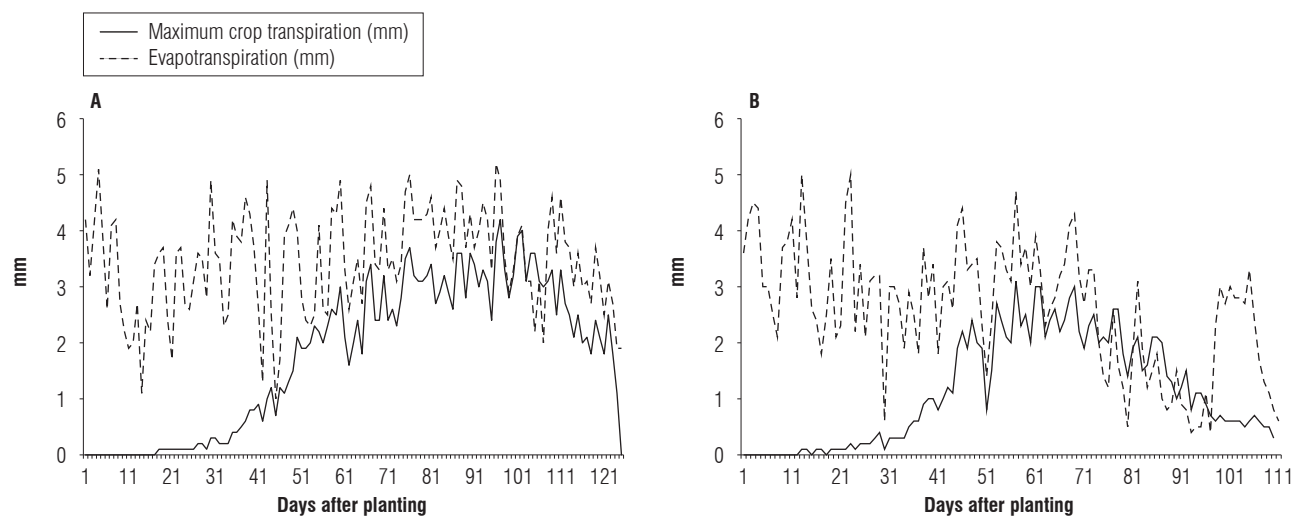 Maximum crop transpiration (mm)
Evapotranspiration (mm)
A
6
5
4
3
2
1
0
mm
1 11 21 31 41 51 61 71 81 91 101 111 121
Days after planting
B
6
5
4
3
2
1
0
mm
1 11 21 31 41 51 61 71 81 91 101 111
Days after planting